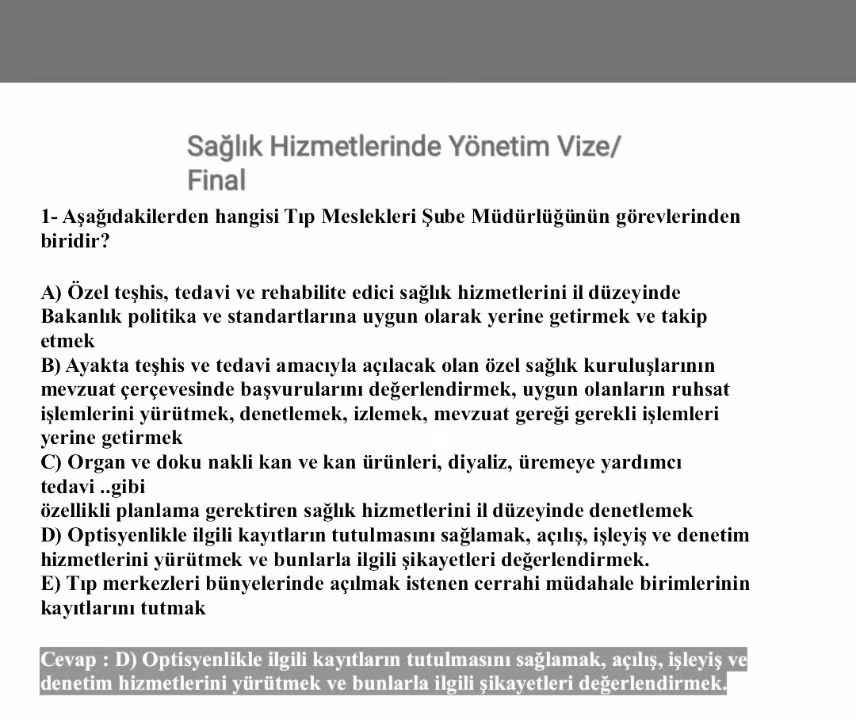 Sağlık Hizmetlerinde Yönetim Vize/
Final
1- Aşağıdakilerden hangisi Tıp Meslekleri Şube Müdürlüğünün görevlerinden
biridir?
A) Özel teşhis, tedavi ve rehabilite edici sağlık hizmetlerini il düzeyinde
Bakanlık politika ve standartlarına uygun olarak yerine getirmek ve takip
etmek
B) Ayakta teşhis ve tedavi amacıyla açılacak olan özel sağlık kuruluşlarının
mevzuat çerçevesinde başvurularını değerlendirmek, uygun olanların ruhsat
işlemlerini yürütmek, denetlemek, izlemek, mevzuat gereği gerekli işlemleri
yerine getirmek
C) Organ ve doku nakli kan ve kan ürünleri, diyaliz, üremeye yardımcı
tedavi ..gibi
özellikli planlama gerektiren sağlık hizmetlerini il düzeyinde denetlemek
D) Optisyenlikle ilgili kayıtların tutulmasını sağlamak, açılış, işleyiş ve denetim
hizmetlerini yürütmek ve bunlarla ilgili şikayetleri değerlendirmek.
E) Tıp merkezleri bünyelerinde açılmak istenen cerrahi müdahale birimlerinin
kayıtlarını tutmak
Cevap : D) Optisyenlikle ilgili kayıtların tutulmasını sağlamak, açılış, işleyiş ve
denetim hizmetlerini yürütmek ve bunlarla ilgili şikayetleri değerlendirmek.